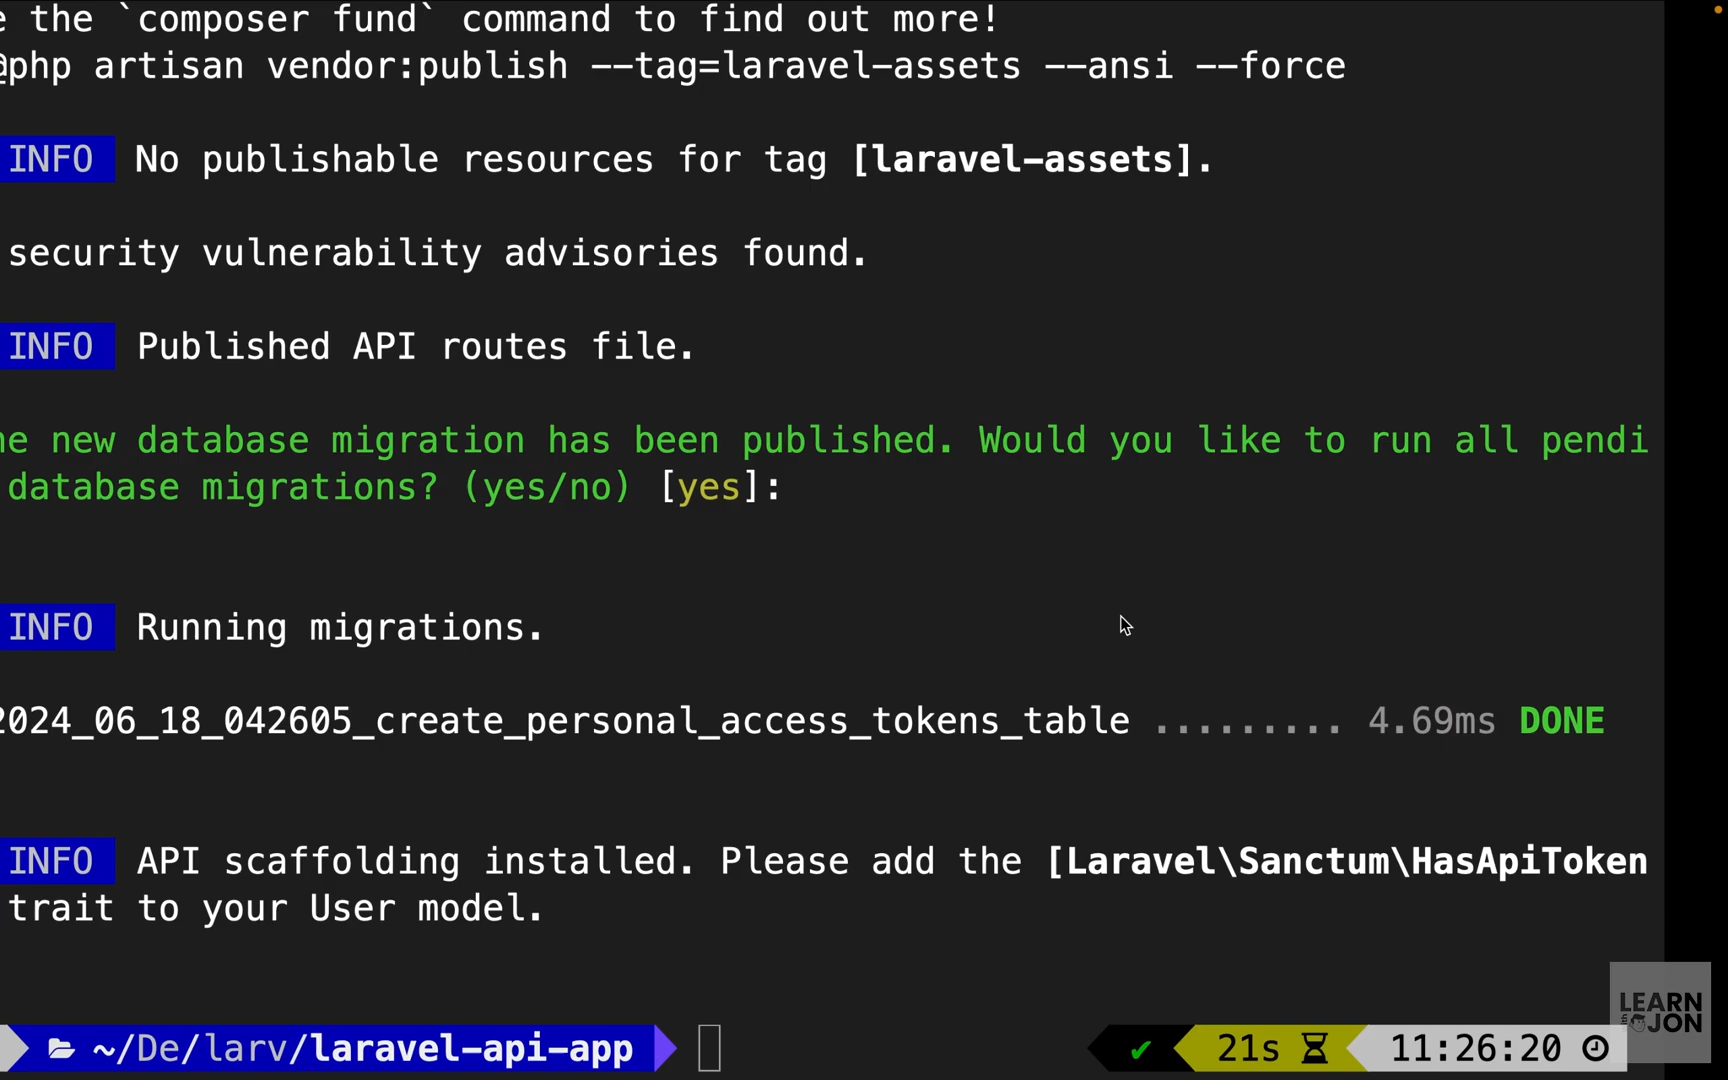 e the `composer fund` command to find out more!
@php artisan vendor:publish --tag=laravel-assets --ansi --force
INFO No publishable resources for tag [laravel-assets].
security vulnerability advisories found.
INFO Published API routes file.
ne new database migration has been published. Would you like to run all pendi
database migrations? (yes/no) [yes]:
INFO Running migrations.
2024_06_18_042605_create_personal_access_tokens_table ......... 4.69ms DONE
INFO API scaffolding installed. Please add the [Laravel\Sanctum\HasApiToken
trait to your User model.
~/De/larv/laravel-api-app ✔ 21s 11:26:20
LEARN
JON